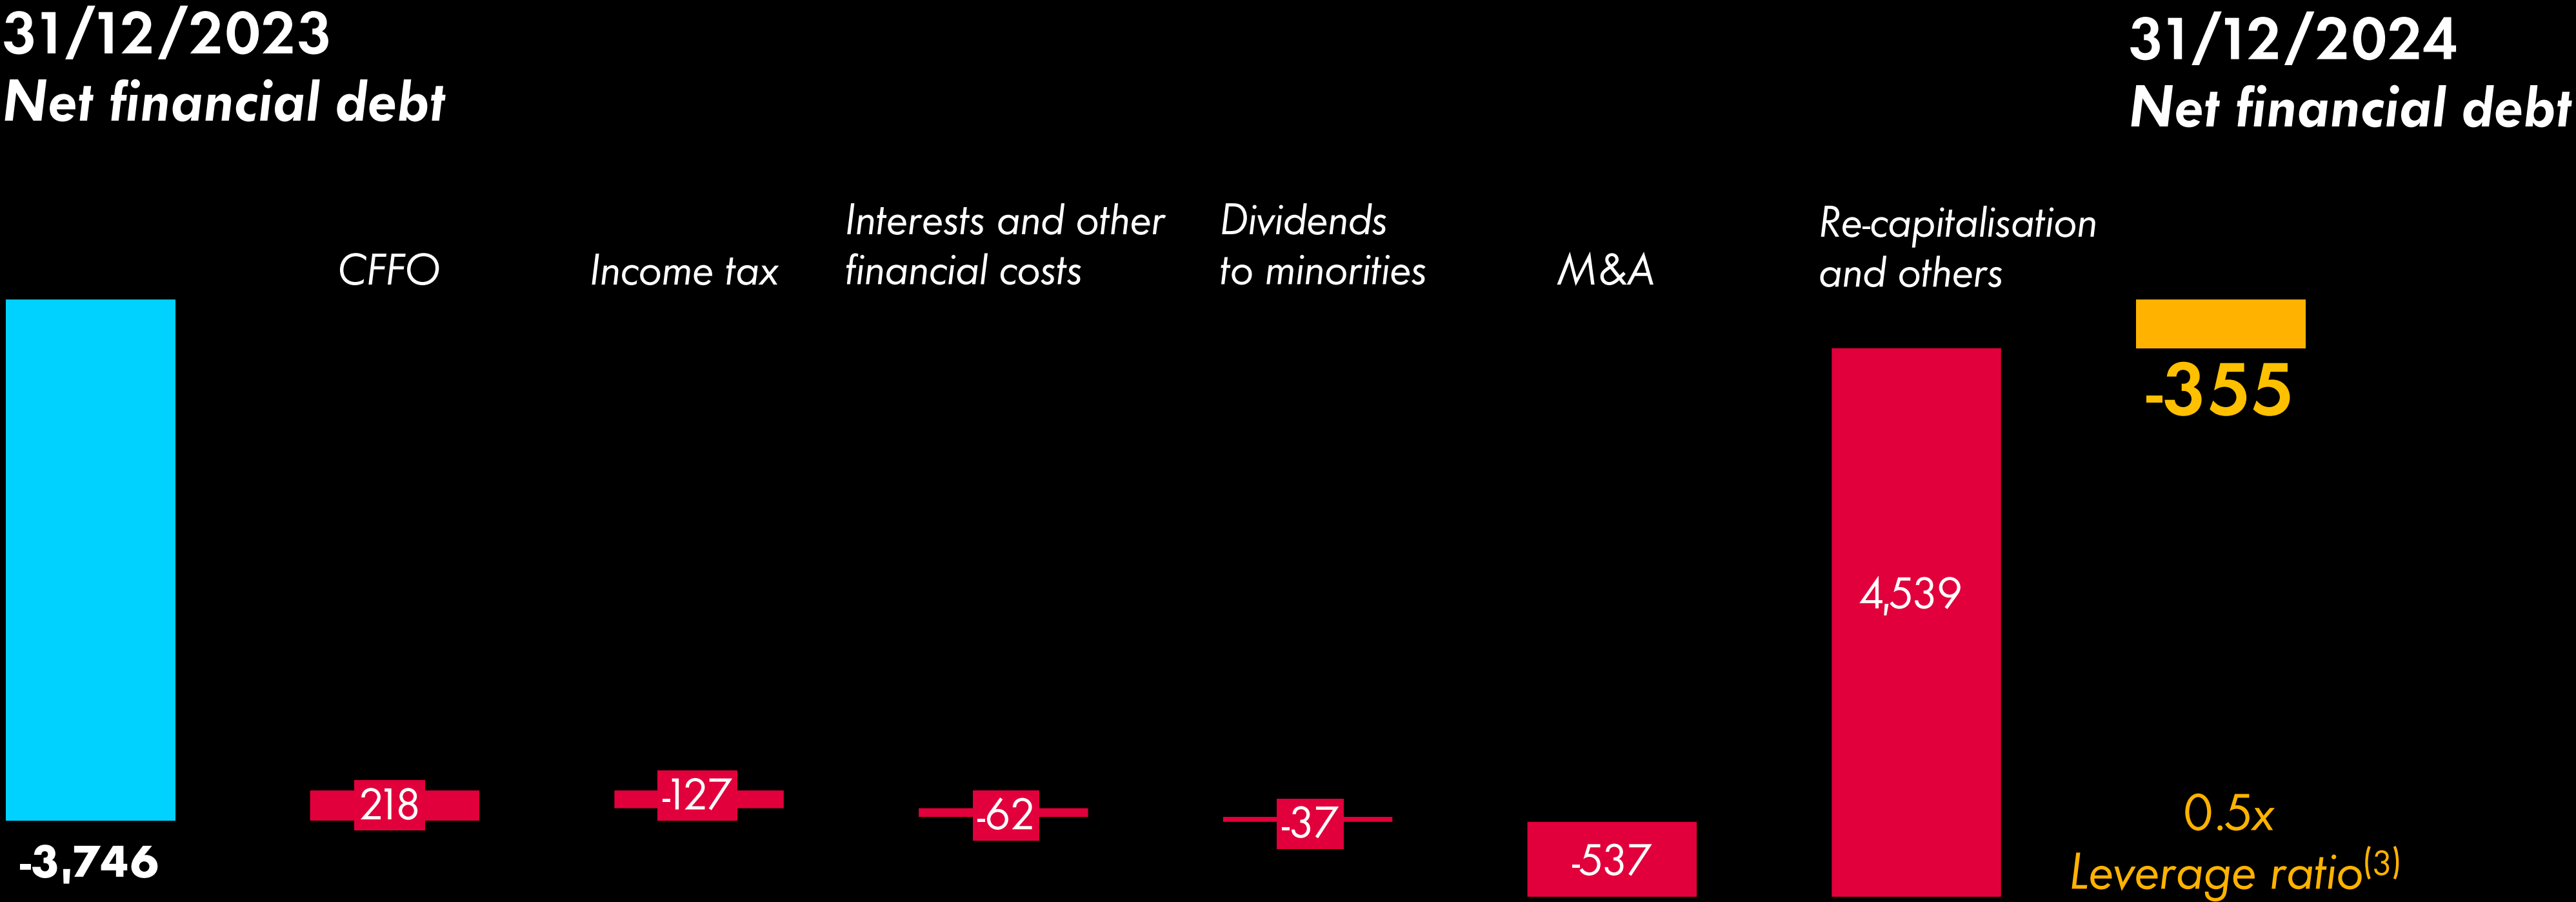 31/12/2023
Net financial debt
31/12/2024
Net financial debt
CFFO
Income tax
Interests and other
financial costs
Dividends
to minorities
M&A
Re-capitalisation
and others
-3,746
218
-127
-62
-37
-537
4,539
-355
0.5x
Leverage ratio(3)